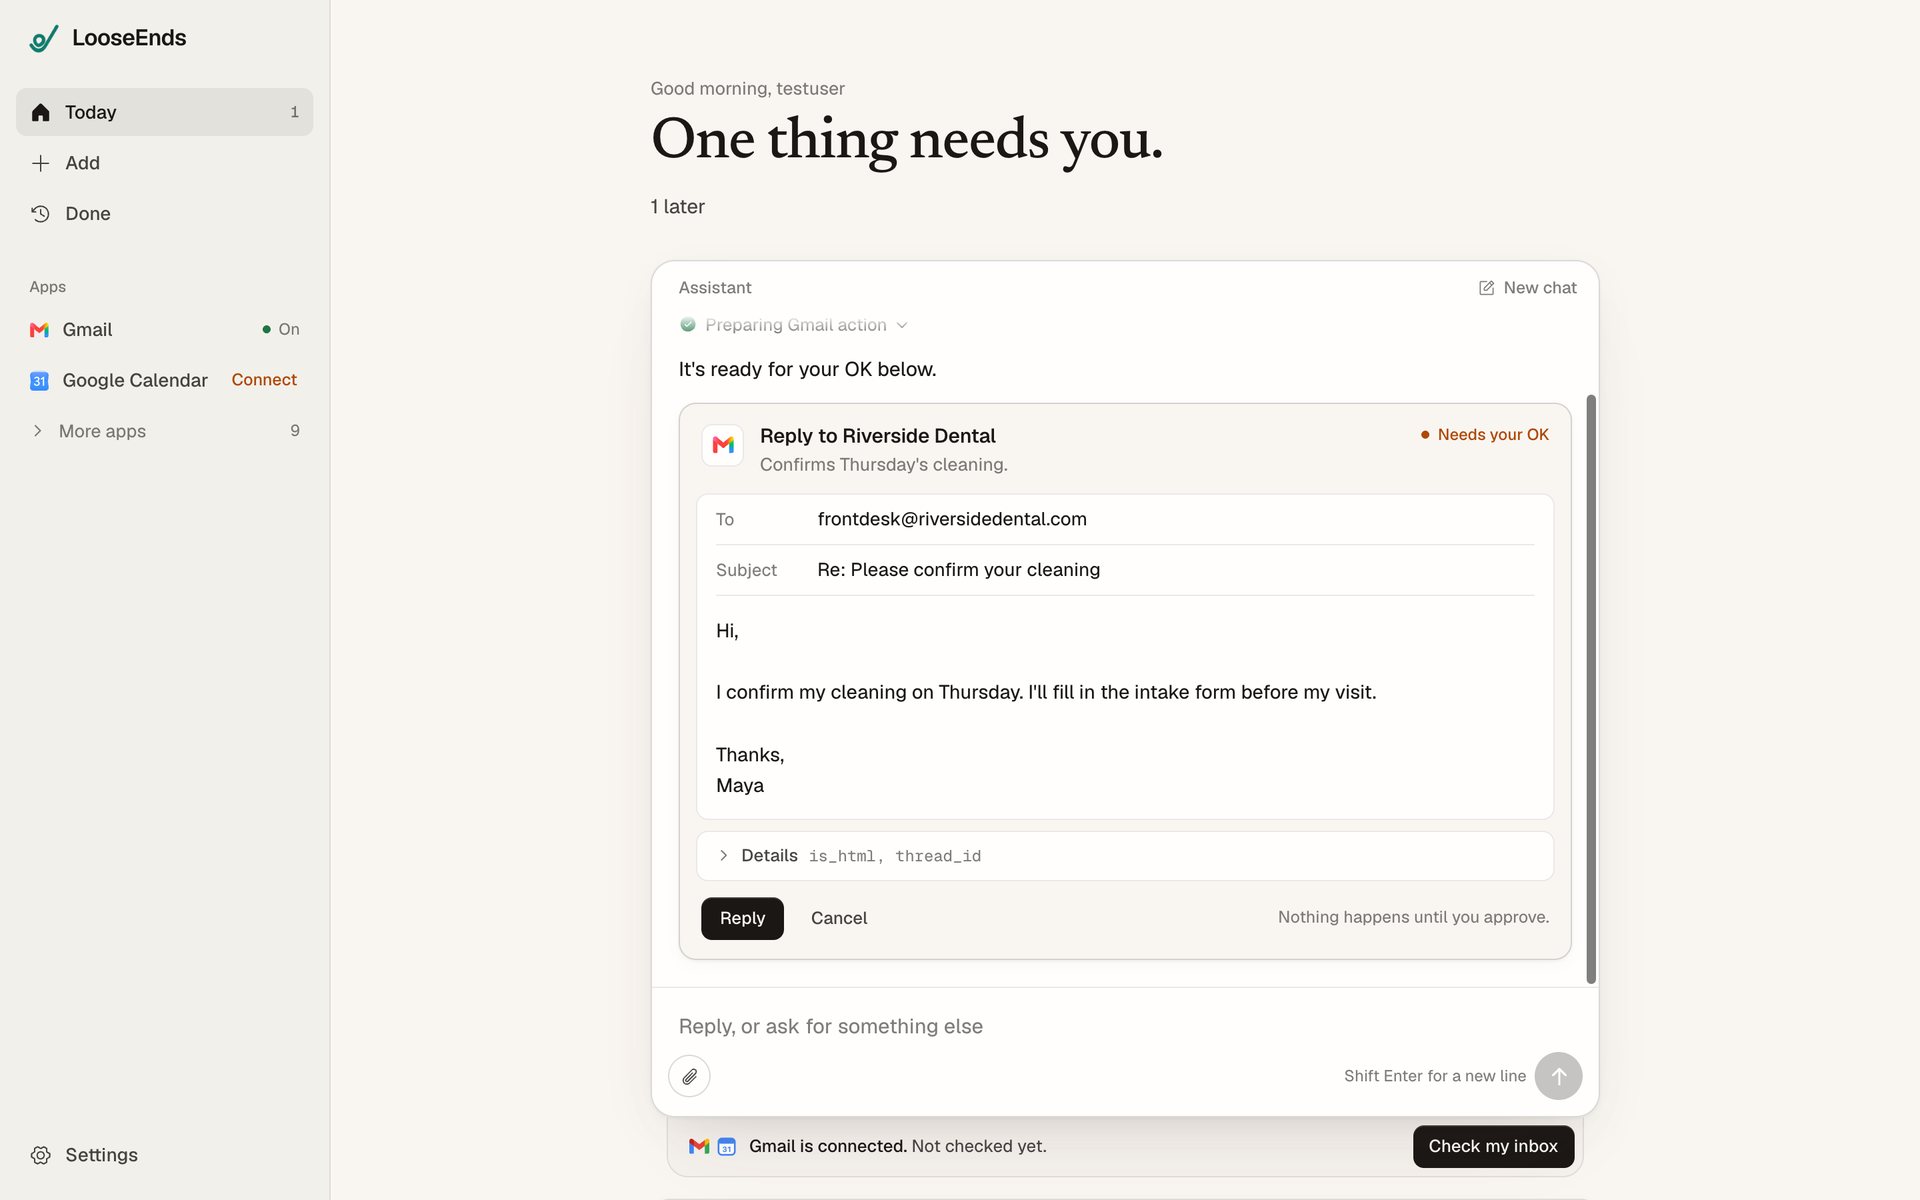 LooseEnds
Today 1
Add
Done
Apps
Gmail On
31 Google Calendar Connect
More apps 9
Settings
Good morning, testuser
One thing needs you.
1 later
Assistant New chat
Preparing Gmail action
It's ready for your OK below.
Reply to Riverside Dental Needs your OK
Confirms Thursday's cleaning.
To frontdesk@riversidedental.com
Subject Re: Please confirm your cleaning
Hi,
I confirm my cleaning on Thursday. I'll fill in the intake form before my visit.
Thanks,
Maya
Details is_html, thread_id
Reply Cancel Nothing happens until you approve.
Reply, or ask for something else
Shift Enter for a new line
31 Gmail is connected. Not checked yet. Check my inbox